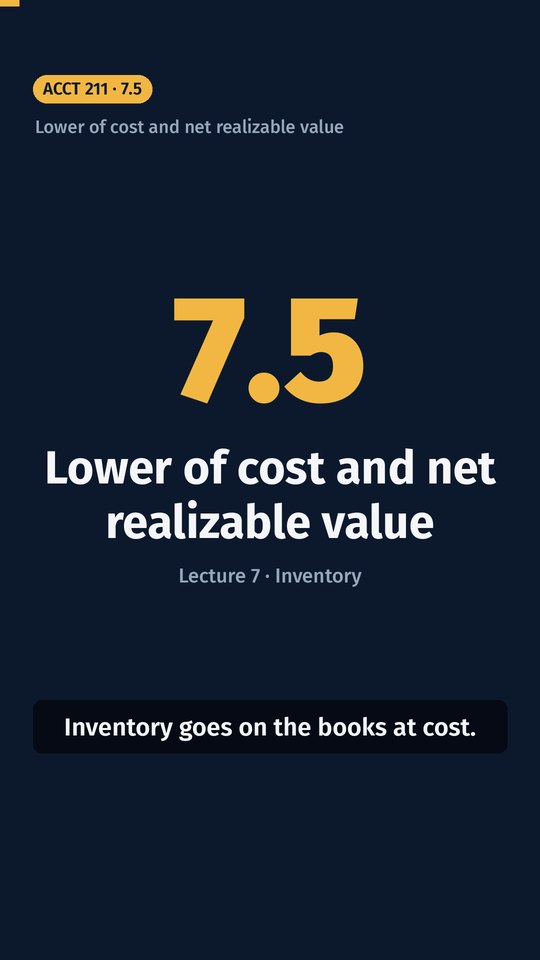 ACCT 211 · 7.5
Lower of cost and net realizable value
7.5
Lower of cost and net
realizable value
Lecture 7 · Inventory
Inventory goes on the books at cost.